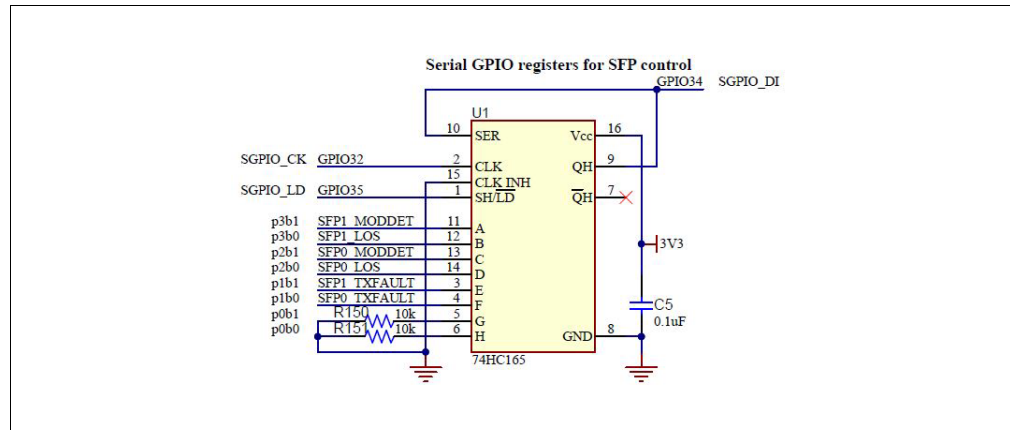 Serial GPIO registers for SFP control
GPIO34 SGPIO_DI
U1
10 SER Vcc 16
SGPIO_CK GPIO32 2 CLK QH 9
15 CLK INH
SGPIO_LD GPIO35 1 SH/LD QH 7
p3b1 SFP1_MODDET 11 A
p3b0 SFP1_LOS 12 B
p2b1 SFP0_MODDET 13 C
3V3
p2b0 SFP0_LOS 14 D
p1b1 SFP1_TXFAULT 3 E
p1b0 SFP0_TXFAULT 4 F
C5
p0b1 R150 10k 5 G
0.1uF
p0b0 R151 10k 6 H GND 8
74HC165